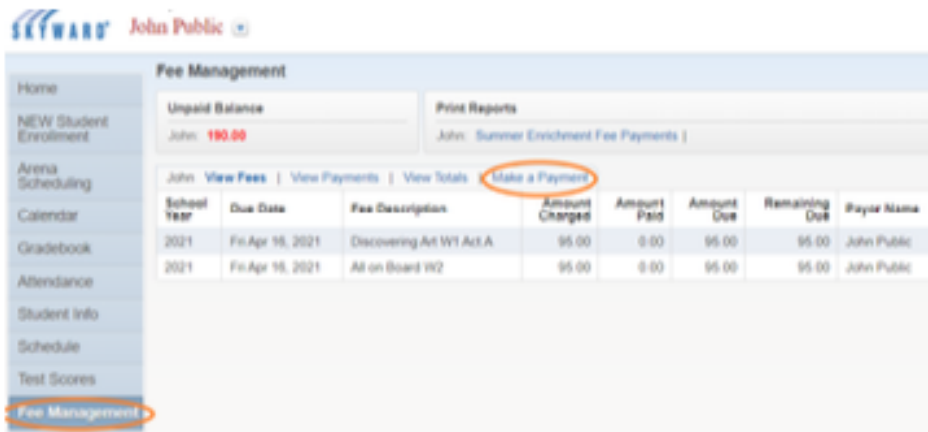 SKYWARD John Public
Fee Management
Home
NEW Student
Enrollment
Arena
Scheduling
Calendar
Gradebook
Attendance
Student Info
Schedule
Test Scores
Fee Management
Unpaid Balance
John: 190.00
Print Reports
John: Summer Enrichment Fee Payments |
John View Fees | View Payments | View Totals | Make a Payment
School Year Due Date Fee Description Amount Charged Amount Paid Amount Due Remaining Due Payor Name
2021 Fri Apr 16, 2021 Discovering Art W1 Act A 95.00 0.00 95.00 95.00 John Public
2021 Fri Apr 16, 2021 All on Board W2 95.00 0.00 95.00 95.00 John Public